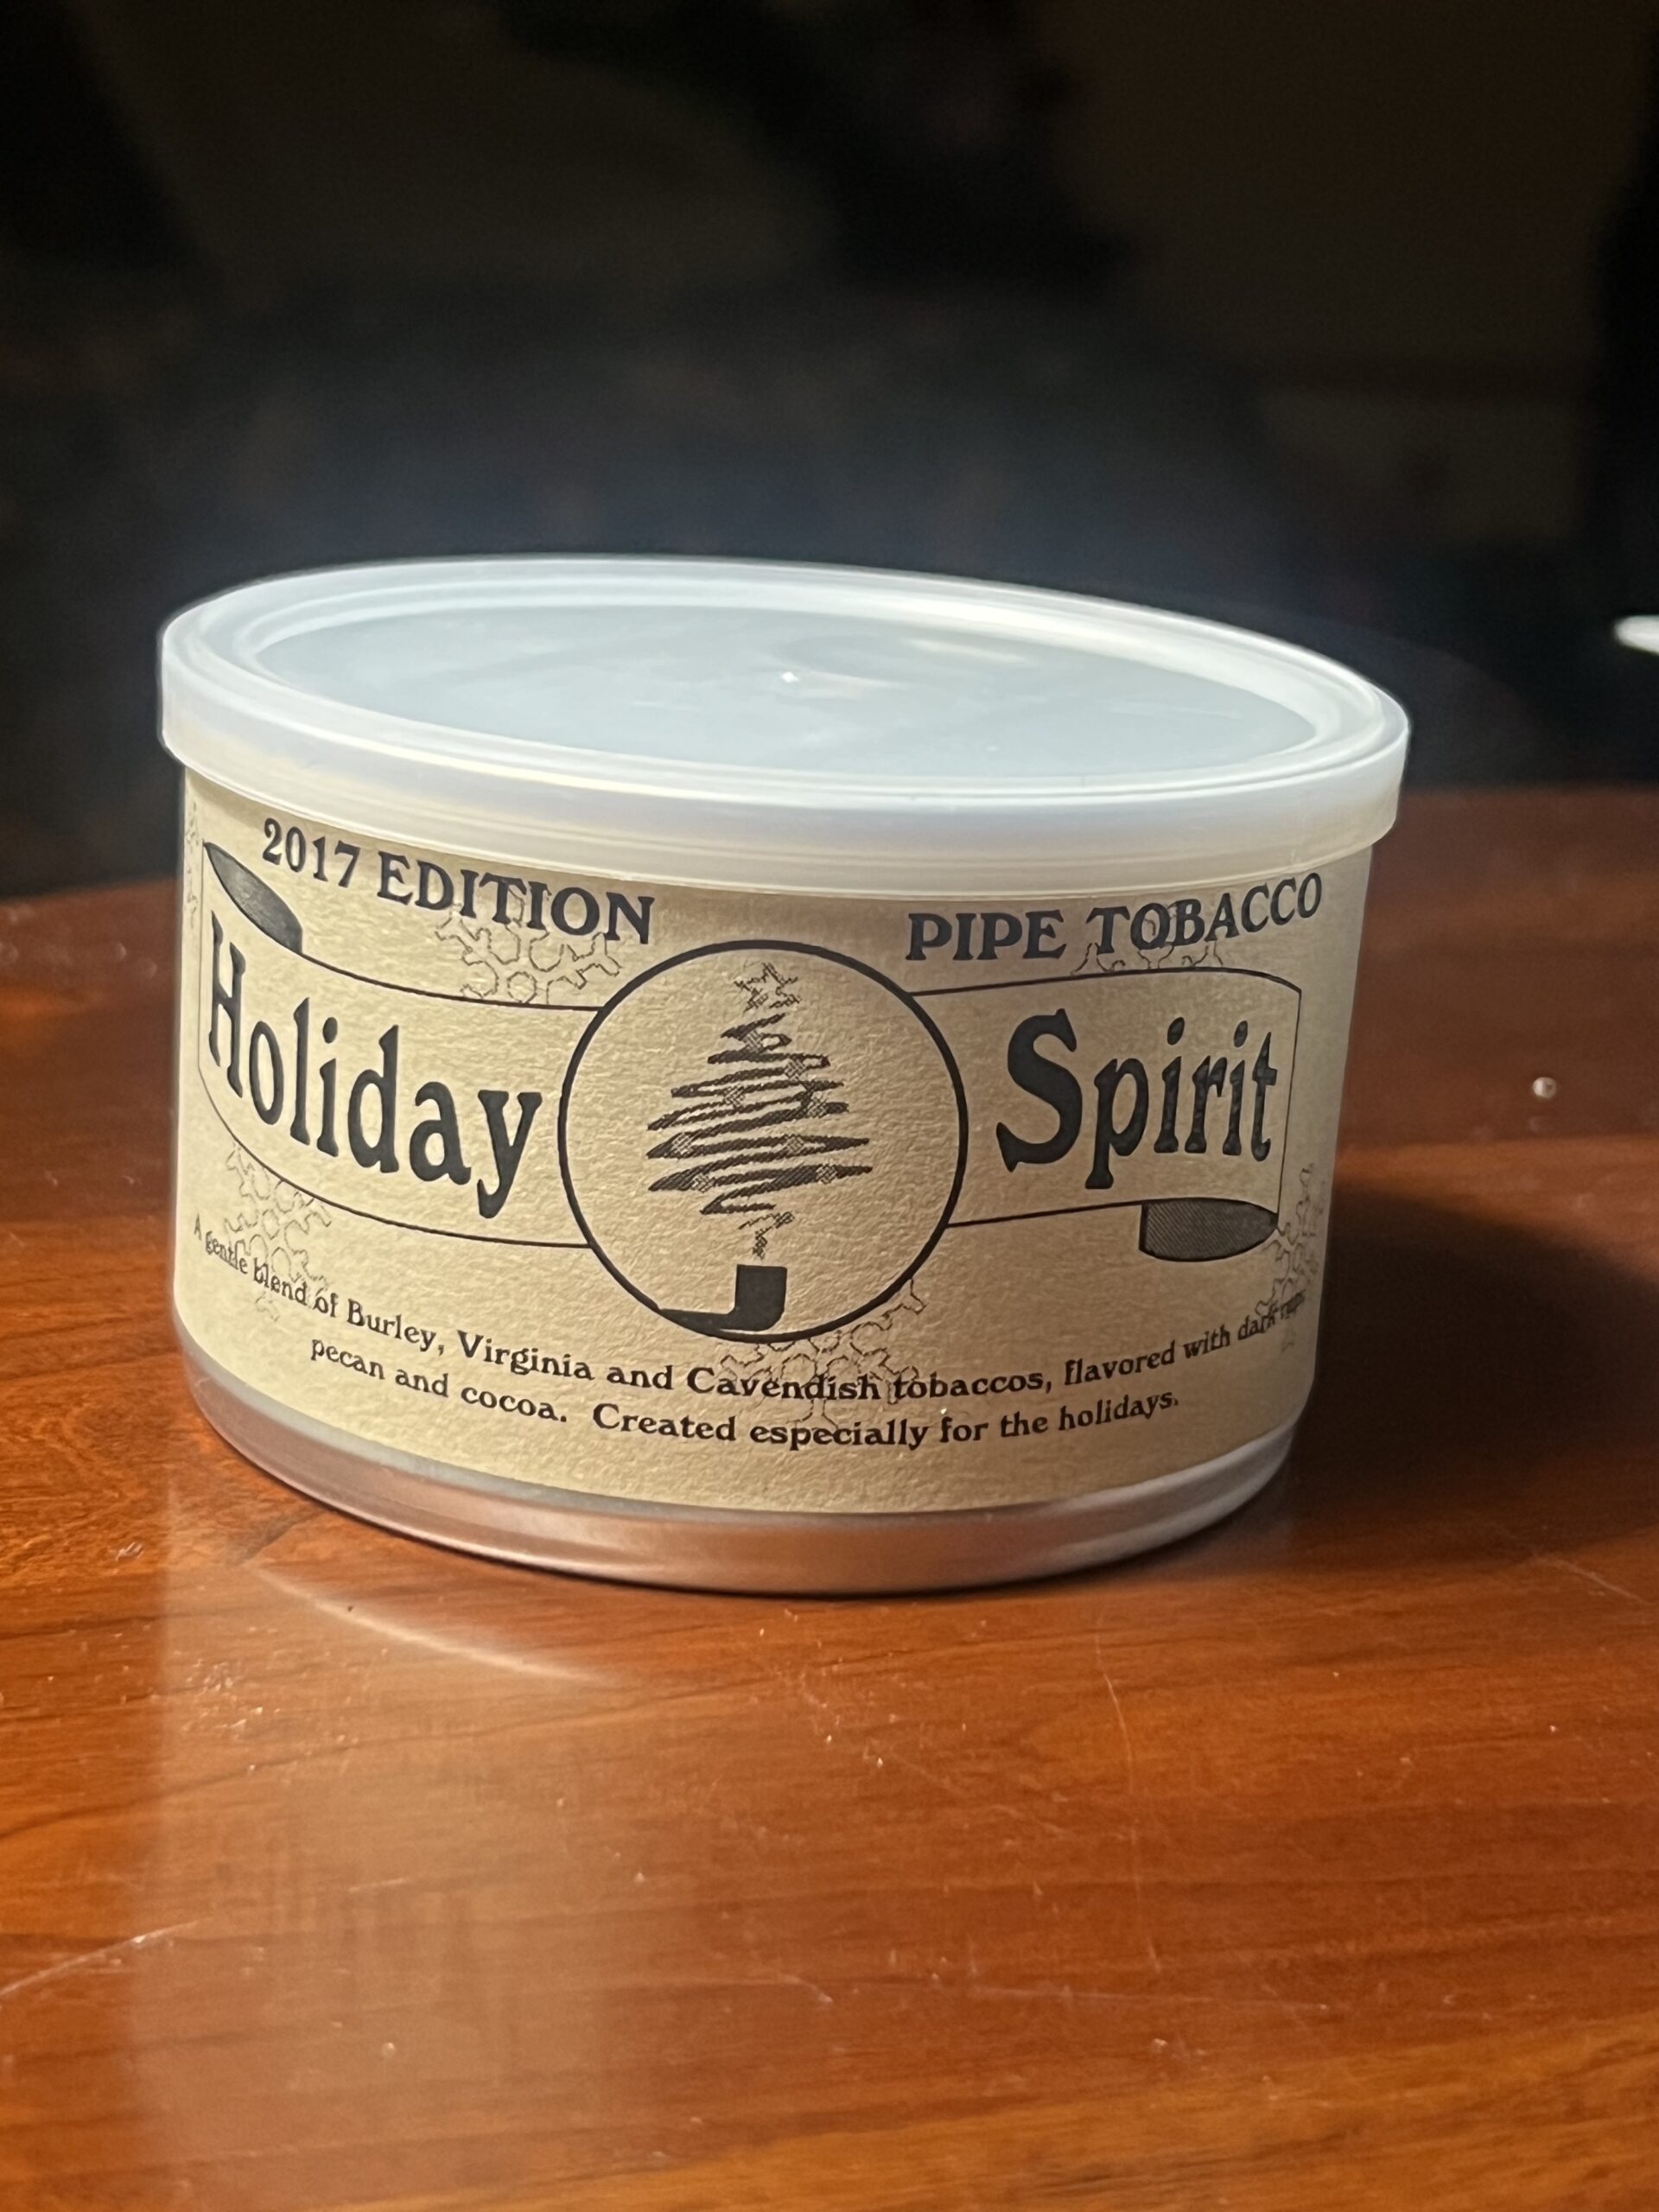 2017 EDITION
PIPE TOBACCO
Holiday Spirit
A gentle blend of Burley, Virginia and Cavendish tobaccos, flavored with dark
pecan and cocoa. Created especially for the holidays.